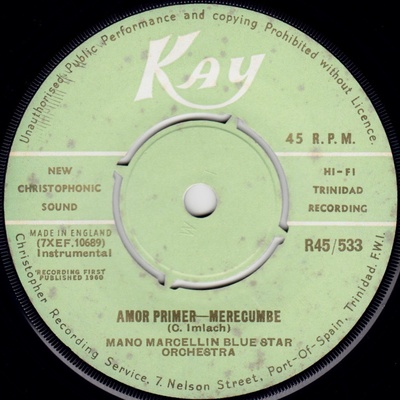 Unauthorised Public Performance and copying Prohibited without Licence.
KAY
45 R.P.M.
NEW
CHRISTOPHONIC
SOUND
HI-FI
TRINIDAD
RECORDING
MADE IN ENGLAND
(7XEF.10689)
Instrumental
R45/533
RECORDING FIRST
PUBLISHED 1960
AMOR PRIMER—MERECUMBE
(C. Imlach)
MANO MARCELLIN BLUE STAR
ORCHESTRA
Christopher Recording Service, 7, Nelson Street, Port-Of-Spain, Trinidad. F.W.I.